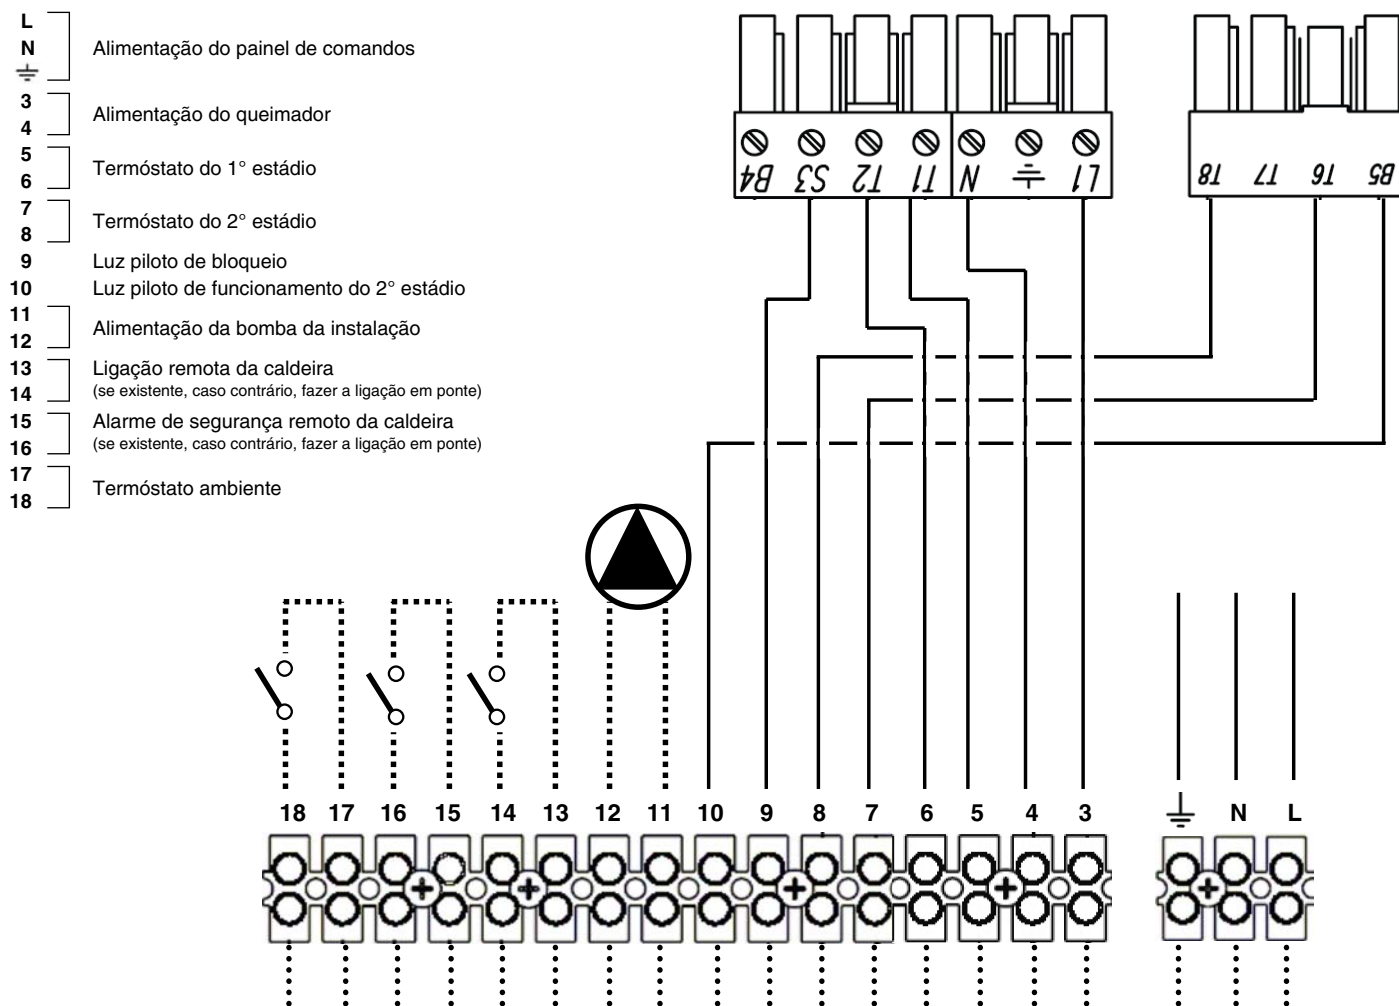 L
N
Alimentação do painel de comandos
3
4
Alimentação do queimador
5
6
Termóstato do 1° estádio
7
8
Termóstato do 2° estádio
9 Luz piloto de bloqueio
10 Luz piloto de funcionamento do 2° estádio
11
12
Alimentação da bomba da instalação
13
14
Ligação remota da caldeira
(se existente, caso contrário, fazer a ligação em ponte)
15
16
Alarme de segurança remoto da caldeira
(se existente, caso contrário, fazer a ligação em ponte)
17
18
Termóstato ambiente
B4 S3 T2 T1 N L1
T8 T7 T6 B5
18 17 16 15 14 13 12 11 10 9 8 7 6 5 4 3
N L